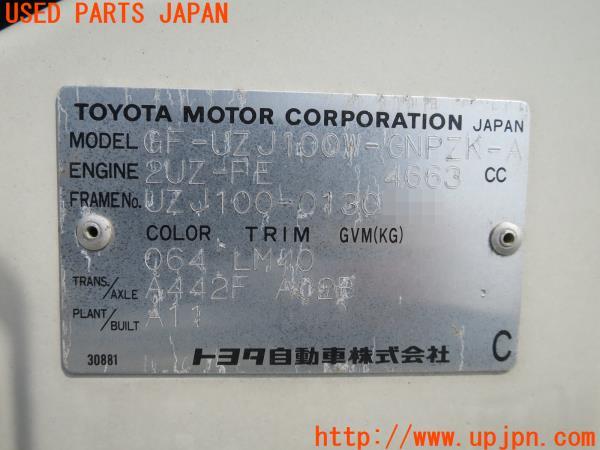 USED PARTS JAPAN
TOYOTA MOTOR CORPORATION JAPAN
MODEL GF-UZJ100W-GNPZK-A
ENGINE 2UZ-FE 4663 CC
FRAME No. UZJ100-0130
COLOR TRIM GVM(KG)
064 LM40
TRANS./AXLE A442F A02F
PLANT/BUILT A11
30881 トヨタ自動車株式会社 C
http://www.upjpn.com/